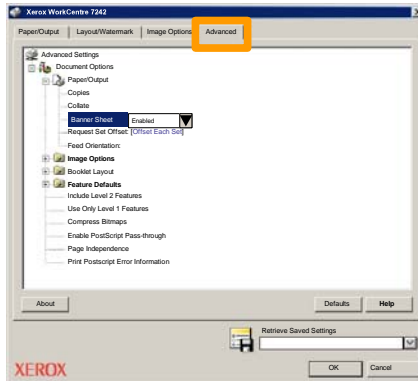 Xerox WorkCentre 7242
Paper/Output Layout/Watermark Image Options Advanced
Advanced Settings
Document Options
Paper/Output
Copies
Collate
Banner Sheet Enabled
Request Set Offset: [Offset Each Set]
Feed Orientation:
Image Options
Booklet Layout
Feature Defaults
Include Level 2 Features
Use Only Level 1 Features
Compress Bitmaps
Enable PostScript Pass-through
Page Independence
Print Postscript Error Information
About Defaults Help
Retrieve Saved Settings
XEROX OK Cancel